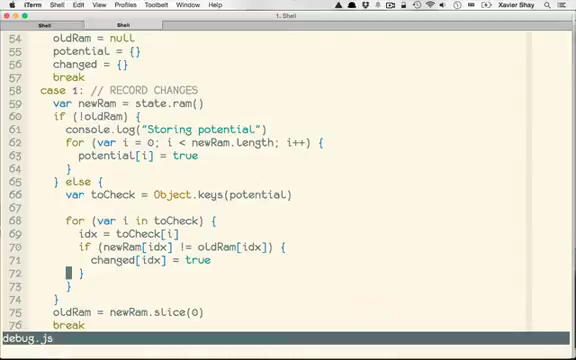 iTerm Shell Edit View Profiles Toolbelt Window Help Xavier Shay
1. Shell
Shell Shell
54 oldRam = null
55 potential = {}
56 changed = {}
57 break
58 case 1: // RECORD CHANGES
59 var newRam = state.ram()
60 if (!oldRam) {
61 console.log("Storing potential")
62 for (var i = 0; i < newRam.length; i++) {
63 potential[i] = true
64 }
65 } else {
66 var toCheck = Object.keys(potential)
67
68 for (var i in toCheck) {
69 idx = toCheck[i]
70 if (newRam[idx] != oldRam[idx]) {
71 changed[idx] = true
72 }
73 }
74 }
75 oldRam = newRam.slice(0)
76 break
debug.js